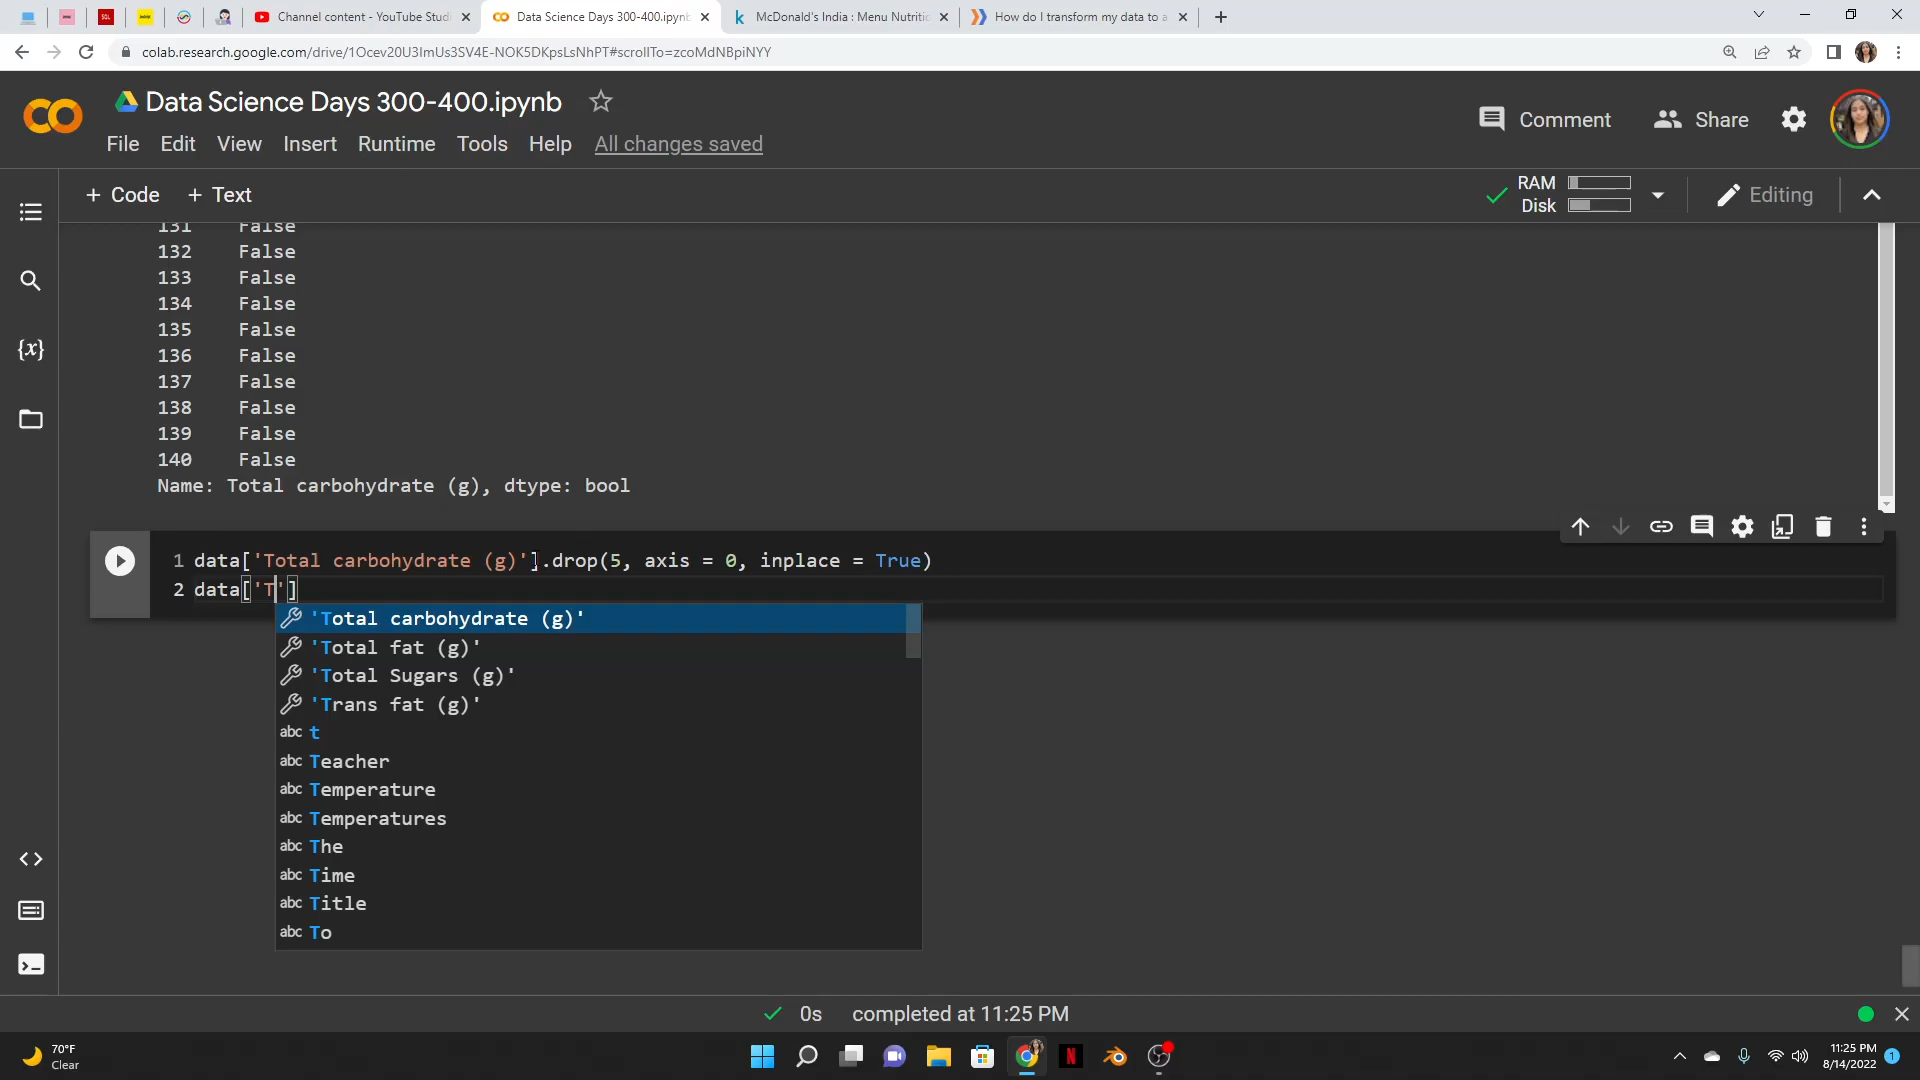 Channel content - YouTube Studi
Data Science Days 300-400.ipynb
McDonald's India : Menu Nutritic
How do I transform my data to a
colab.research.google.com/drive/1Ocev20U3ImUs3SV4E-NOK5DKpsLsNhPT#scrollTo=zcoMdNBpiNYY
Data Science Days 300-400.ipynb
Comment
Share
File Edit View Insert Runtime Tools Help All changes saved
+ Code + Text
RAM
Disk
Editing
131 False
132 False
133 False
134 False
135 False
136 False
137 False
138 False
139 False
140 False
Name: Total carbohydrate (g), dtype: bool
1 data['Total carbohydrate (g)'].drop(5, axis = 0, inplace = True)
2 data['T']
'Total carbohydrate (g)'
'Total fat (g)'
'Total Sugars (g)'
'Trans fat (g)'
abc t
abc Teacher
abc Temperature
abc Temperatures
abc The
abc Time
abc Title
abc To
0s completed at 11:25 PM
70°F
Clear
11:25 PM
8/14/2022
1